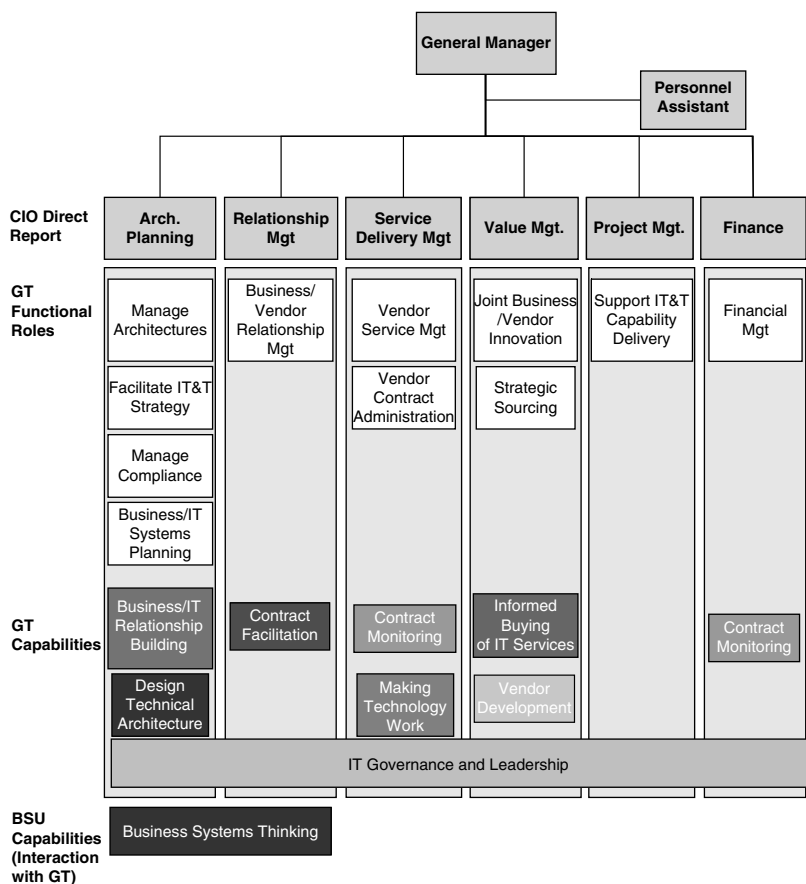 General Manager
Personnel
Assistant
CIO Direct
Report
Arch.
Planning
Relationship
Mgt
Service
Delivery Mgt
Value Mgt.
Project Mgt.
Finance
GT
Functional
Roles
Manage
Architectures
Business/
Vendor
Relationship
Mgt
Vendor
Service Mgt
Joint Business
/Vendor
Innovation
Support IT&T
Capability
Delivery
Financial
Mgt
Facilitate IT&T
Strategy
Vendor
Contract
Administration
Strategic
Sourcing
Manage
Compliance
Business/IT
Systems
Planning
GT
Capabilities
Business/IT
Relationship
Building
Contract
Facilitation
Contract
Monitoring
Informed
Buying
of IT Services
Contract
Monitoring
Design
Technical
Architecture
Making
Technology
Work
Vendor
Development
IT Governance and Leadership
BSU
Capabilities
(Interaction
with GT)
Business Systems Thinking